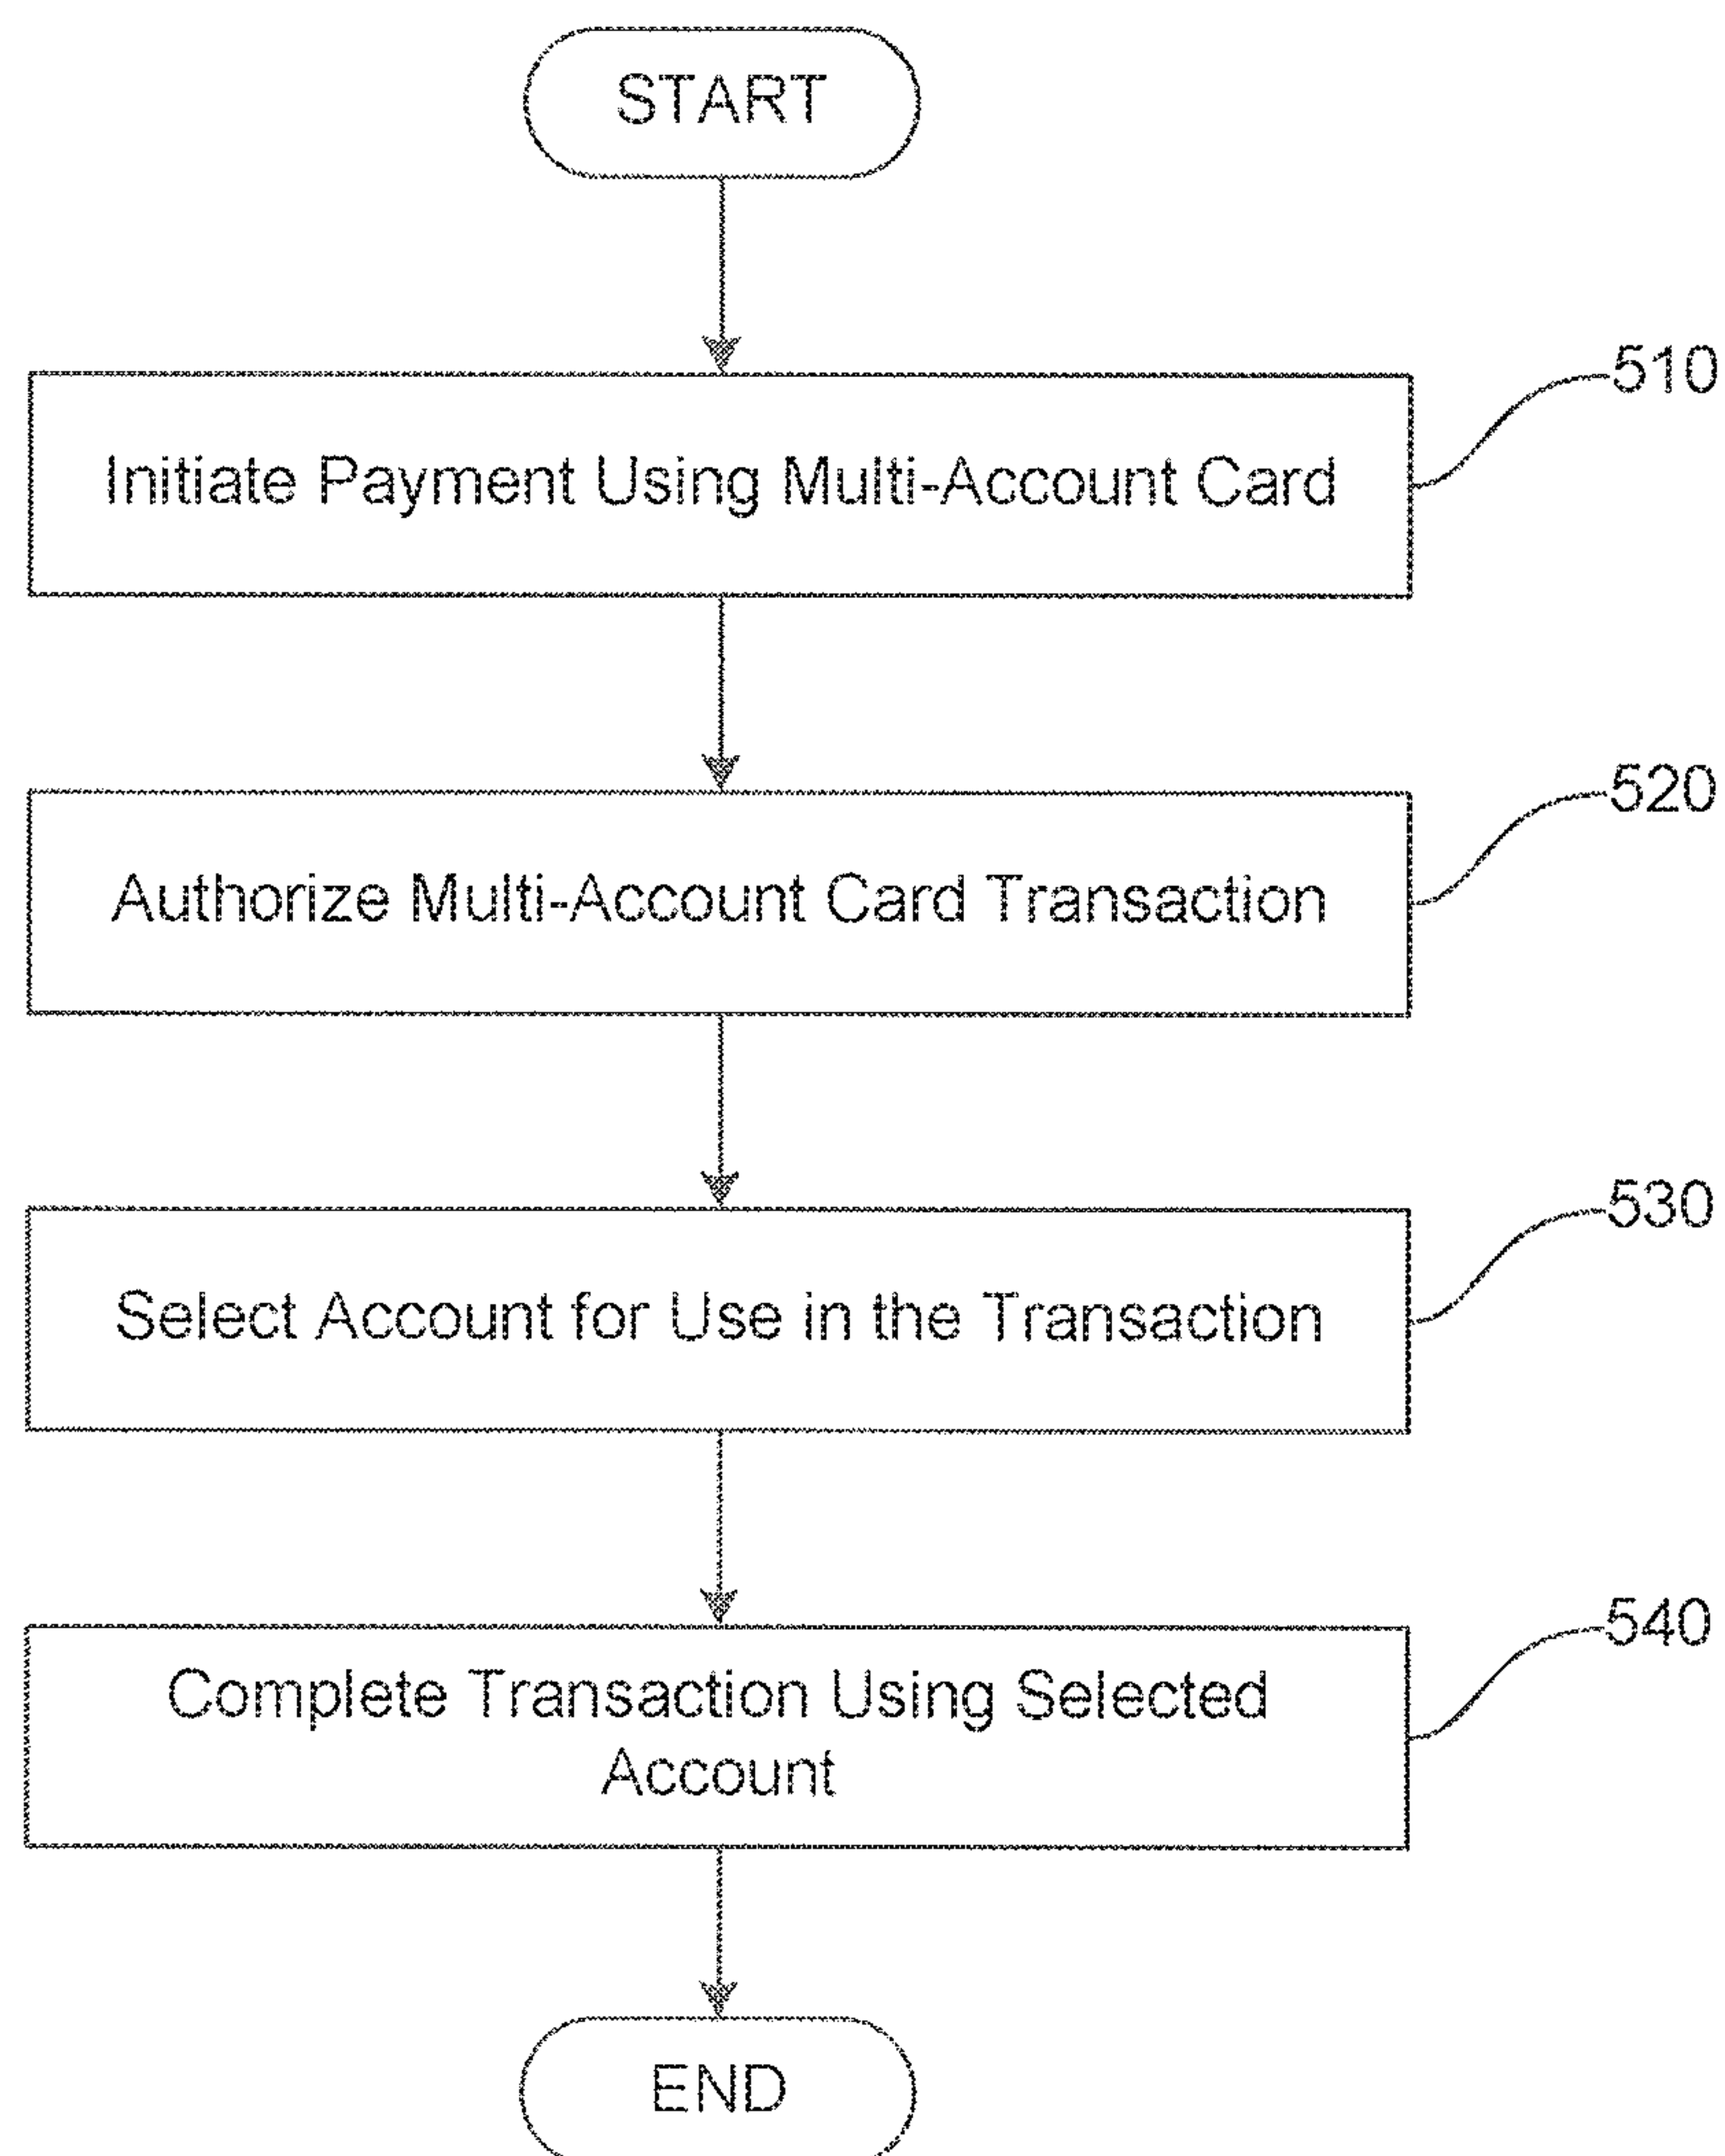 START
510
Initiate Payment Using Multi-Account Card
520
Authorize Multi-Account Card Transaction
530
Select Account for Use in the Transaction
540
Complete Transaction Using Selected
Account
END